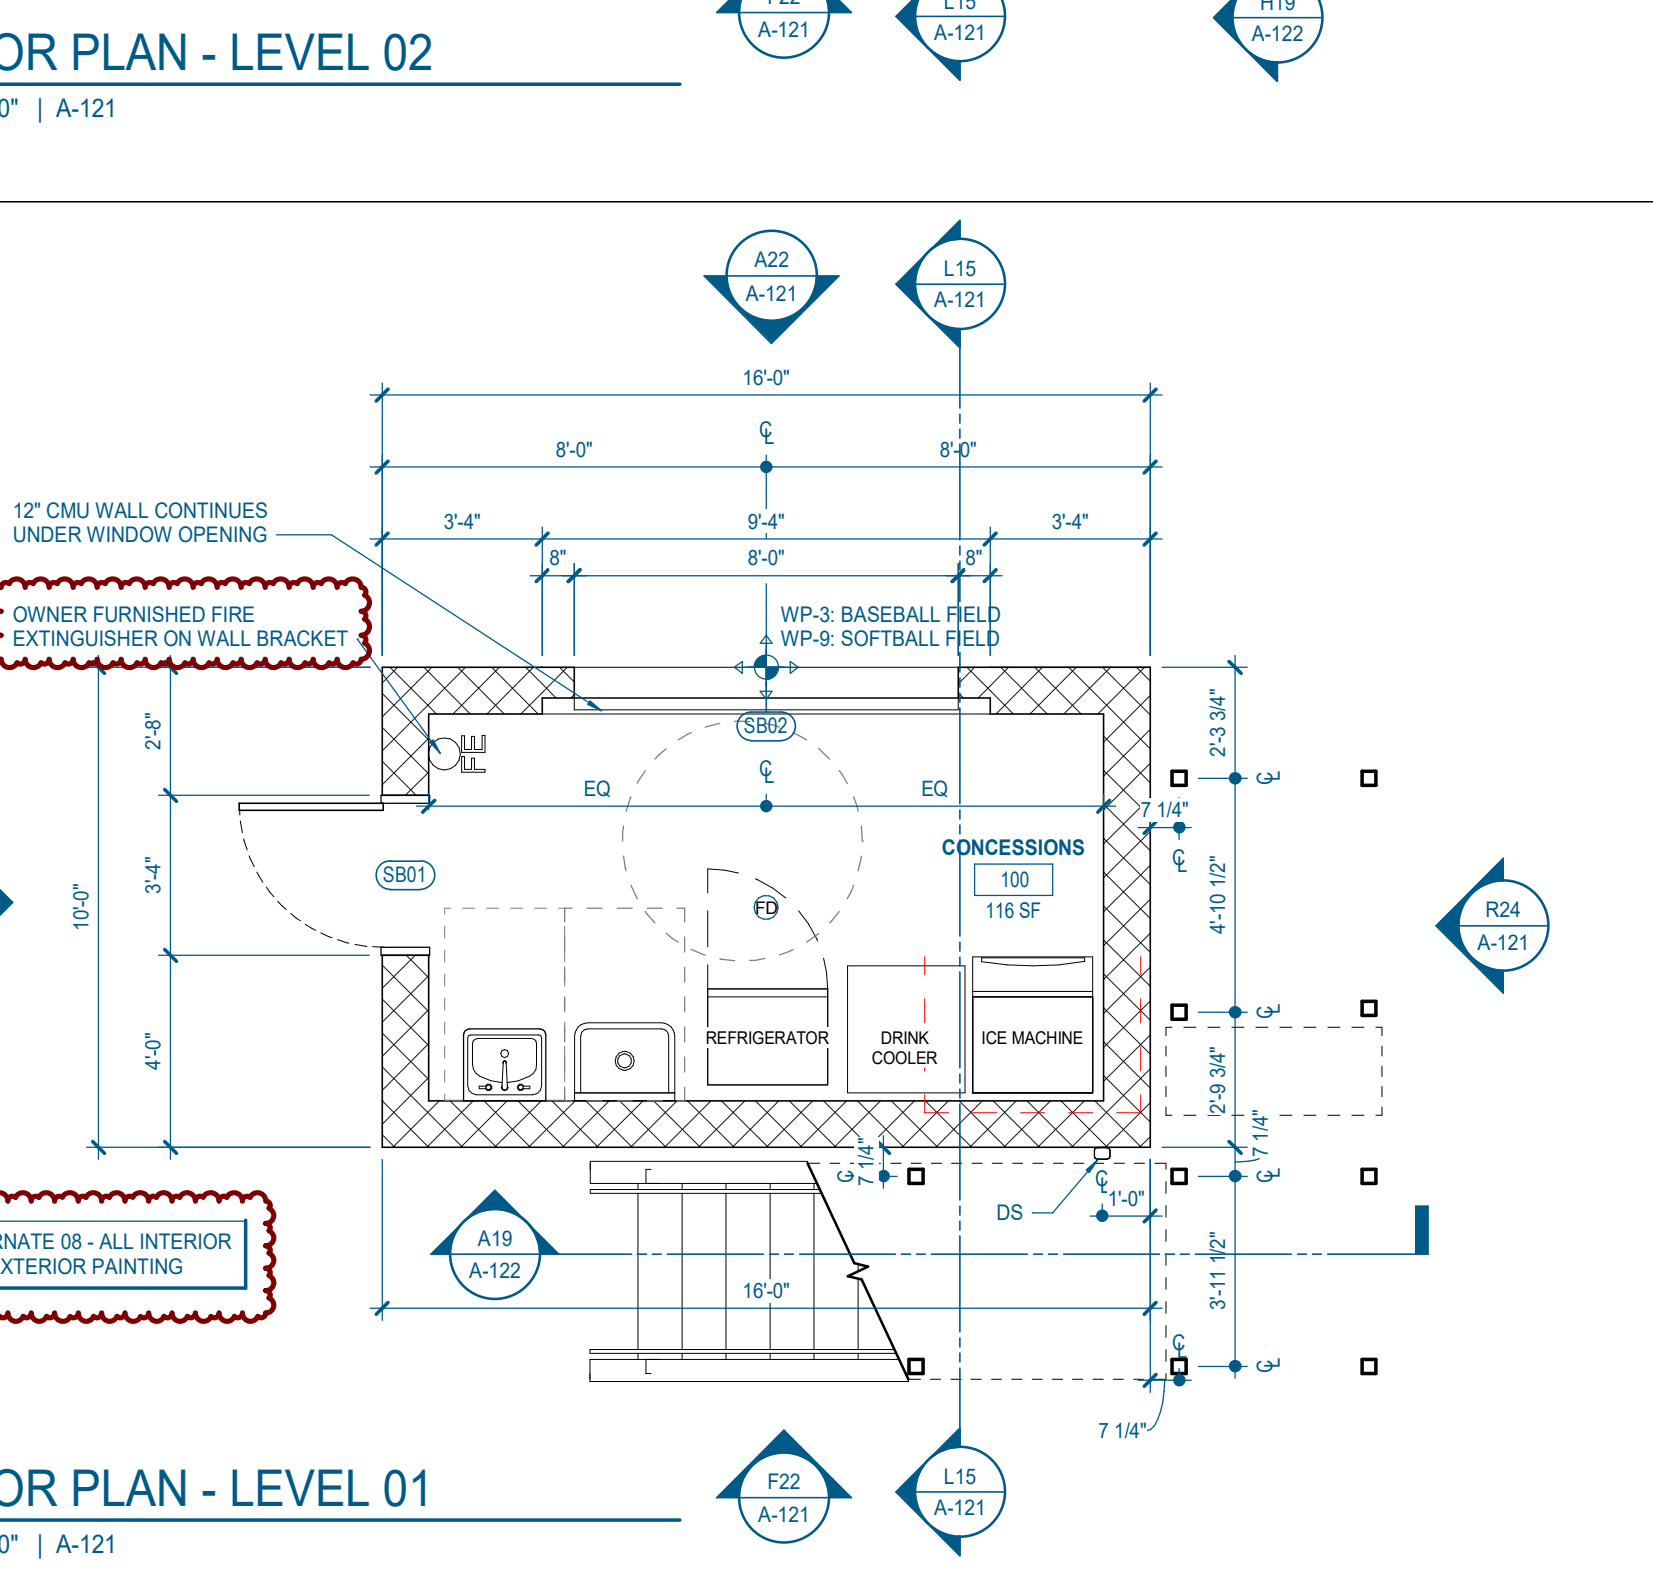 F22
A-121
L15
A-121
H19
A-122
OR PLAN - LEVEL 02
0" | A-121
A22
A-121
L15
A-121
16'-0"
℄
8'-0"
8'-0"
12" CMU WALL CONTINUES
UNDER WINDOW OPENING
3'-4"
9'-4"
3'-4"
8"
8'-0"
8"
OWNER FURNISHED FIRE
EXTINGUISHER ON WALL BRACKET
WP-3: BASEBALL FIELD
WP-9: SOFTBALL FIELD
2'-8"
FE
SB02
2'-3 3/4"
℄
℄
EQ
EQ
7 1/4"
℄
CONCESSIONS
100
116 SF
SB01
3'-4"
10'-0"
FD
4'-10 1/2"
R24
A-121
℄
REFRIGERATOR
DRINK
COOLER
ICE MACHINE
4'-0"
2'-9 3/4"
7 1/4"
7 1/4"
℄
℄
℄
1'-0"
DS
RNATE 08 - ALL INTERIOR
XTERIOR PAINTING
A19
A-122
16'-0"
3'-11 1/2"
℄
℄
7 1/4"
OR PLAN - LEVEL 01
0" | A-121
F22
A-121
L15
A-121